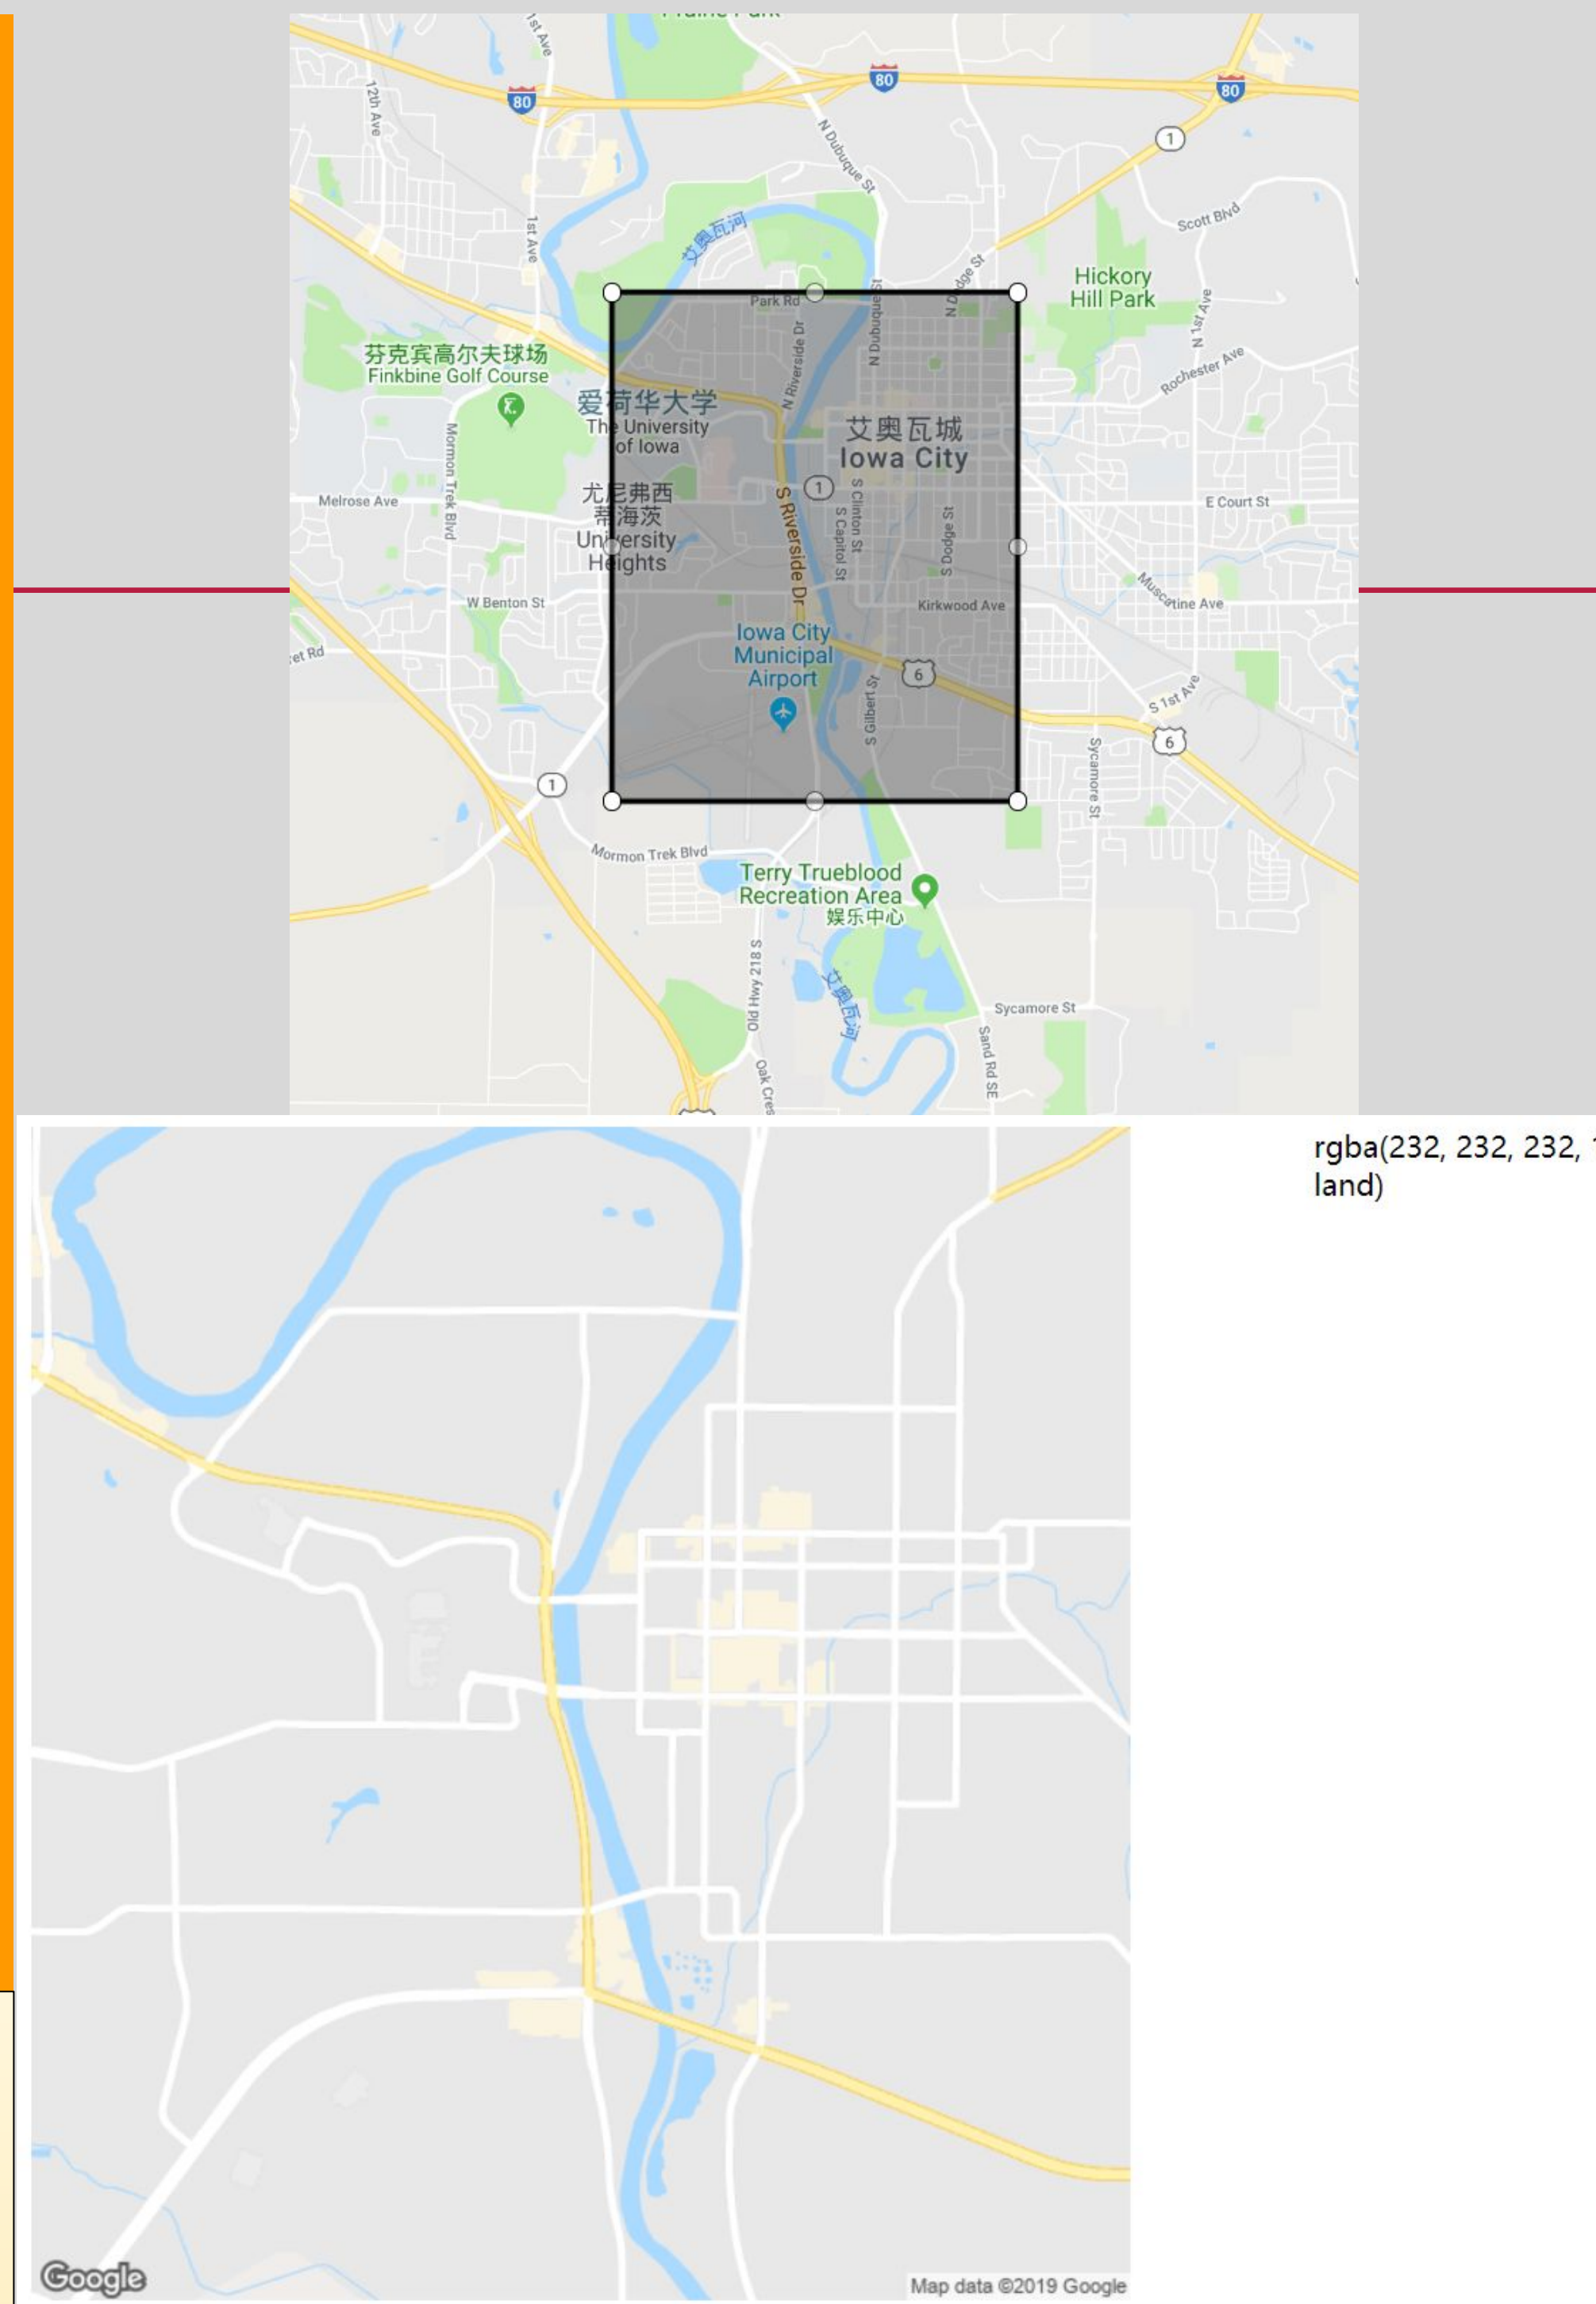 1st Ave
12th Ave
80
80
80
1
N Dubuque St
1st Ave
艾奥瓦河
Scott Blvd
Hickory
Hill Park
N Dodge St
Park Rd
N Dubuque St
N Riverside Dr
N 1st Ave
Rochester Ave
芬克宾高尔夫球场
Finkbine Golf Course
爱荷华大学
The University
of Iowa
艾奥瓦城
Iowa City
Mormon Trek Blvd
Melrose Ave
尤尼弗西
蒂海茨
University
Heights
1
S Riverside Dr
S Clinton St
S Capitol St
S Dodge St
E Court St
Muscatine Ave
W Benton St
Kirkwood Ave
et Rd
Iowa City
Municipal
Airport
6
S Gilbert St
S 1st Ave
6
Sycamore St
1
Mormon Trek Blvd
Terry Trueblood
Recreation Area
娱乐中心
Old Hwy 218 S
艾奥瓦河
Sycamore St
Sand Rd SE
Oak Cres
rgba(232, 232, 232,
land)
Google
Map data ©2019 Google